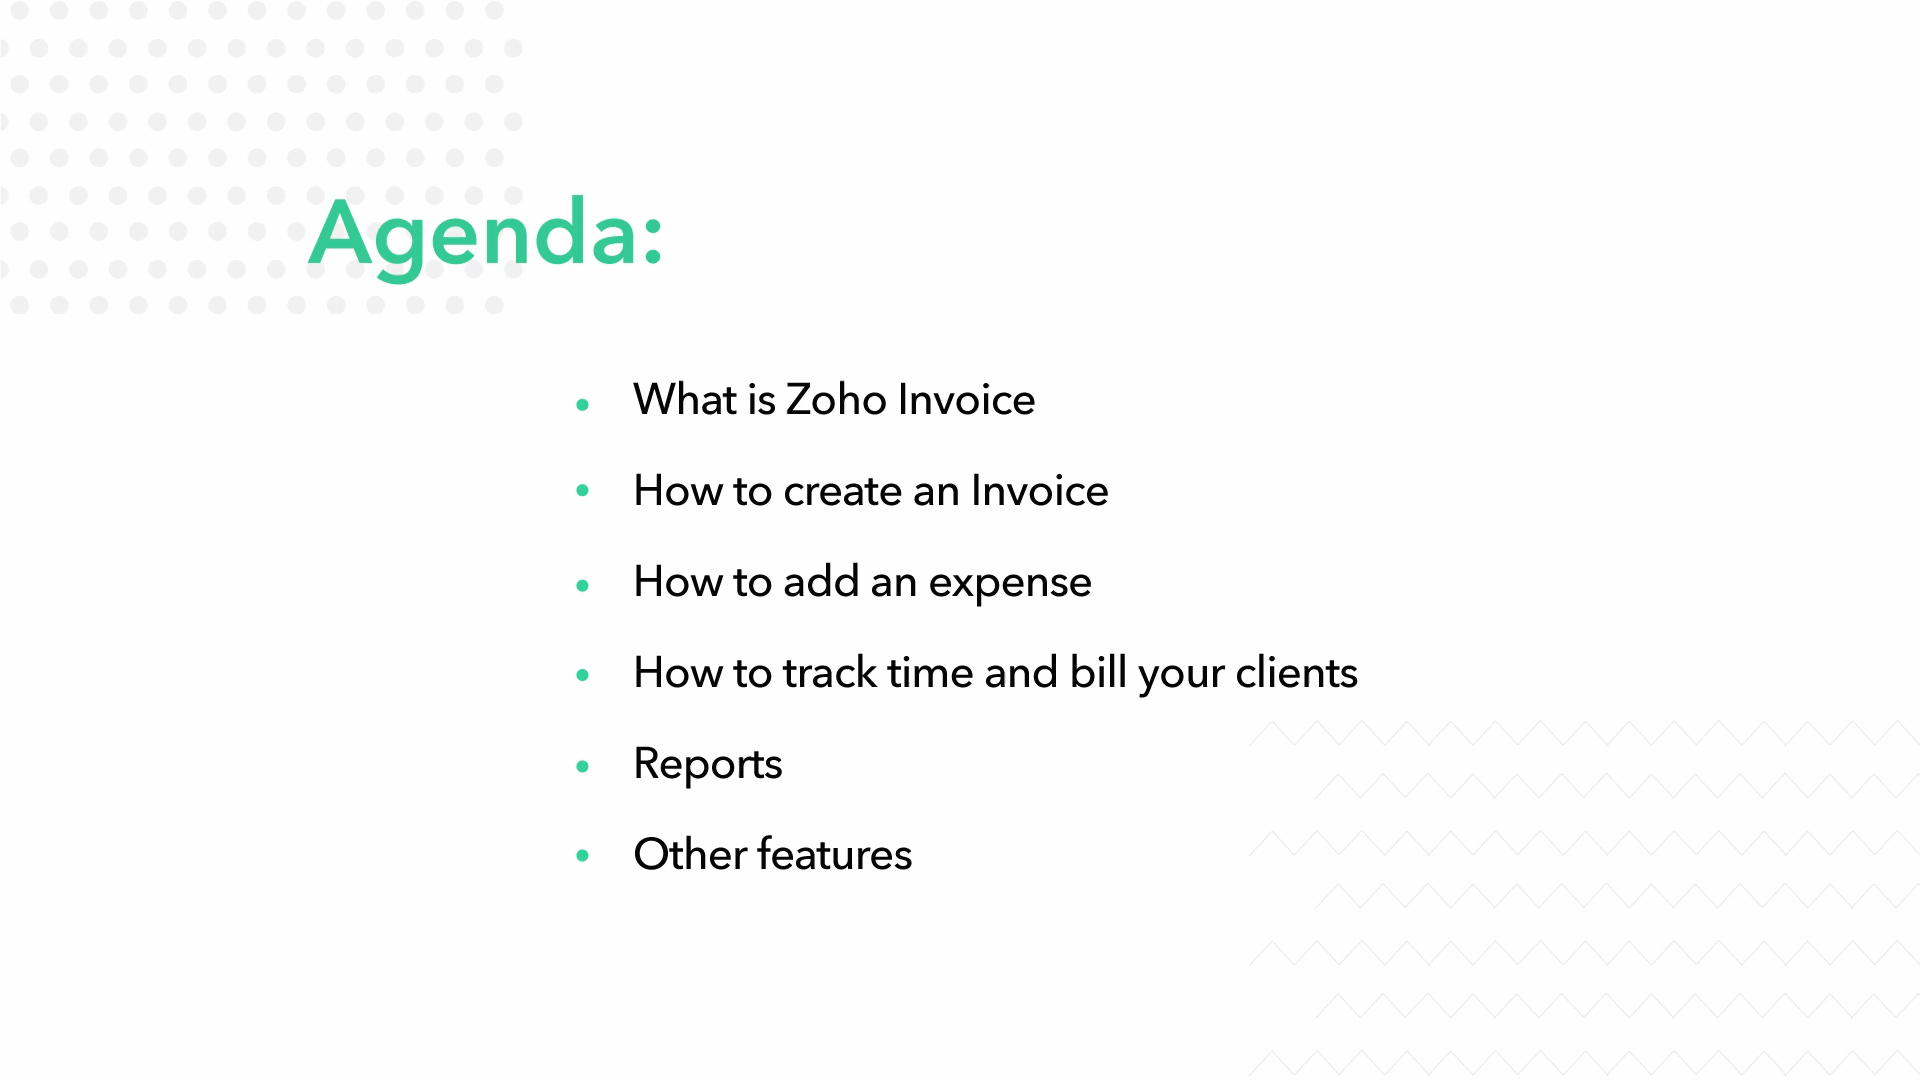 Agenda:
• What is Zoho Invoice
• How to create an Invoice
• How to add an expense
• How to track time and bill your clients
• Reports
• Other features